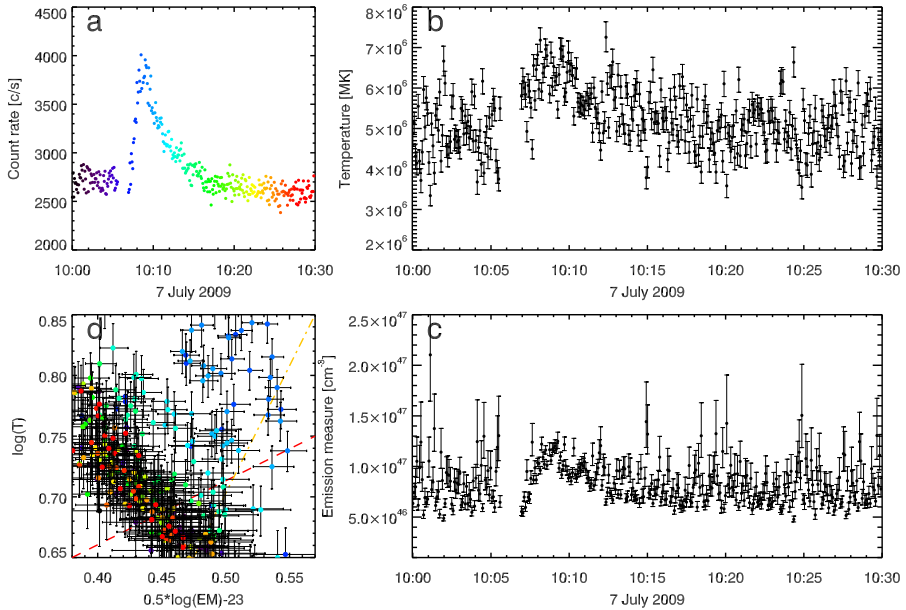 a
4500
4000
3500
3000
2500
2000
Count rate [c/s]
10:00 10:10 10:20 10:30
7 July 2009
b
8×10⁶
7×10⁶
6×10⁶
5×10⁶
4×10⁶
3×10⁶
2×10⁶
Temperature [MK]
10:00 10:05 10:10 10:15 10:20 10:25 10:30
7 July 2009
d
0.85
0.80
0.75
0.70
0.65
log(T)
0.40 0.45 0.50 0.55
0.5*log(EM)-23
c
2.5×10⁴⁷
2.0×10⁴⁷
1.5×10⁴⁷
1.0×10⁴⁷
5.0×10⁴⁶
Emission measure [cm⁻³]
10:00 10:05 10:10 10:15 10:20 10:25 10:30
7 July 2009